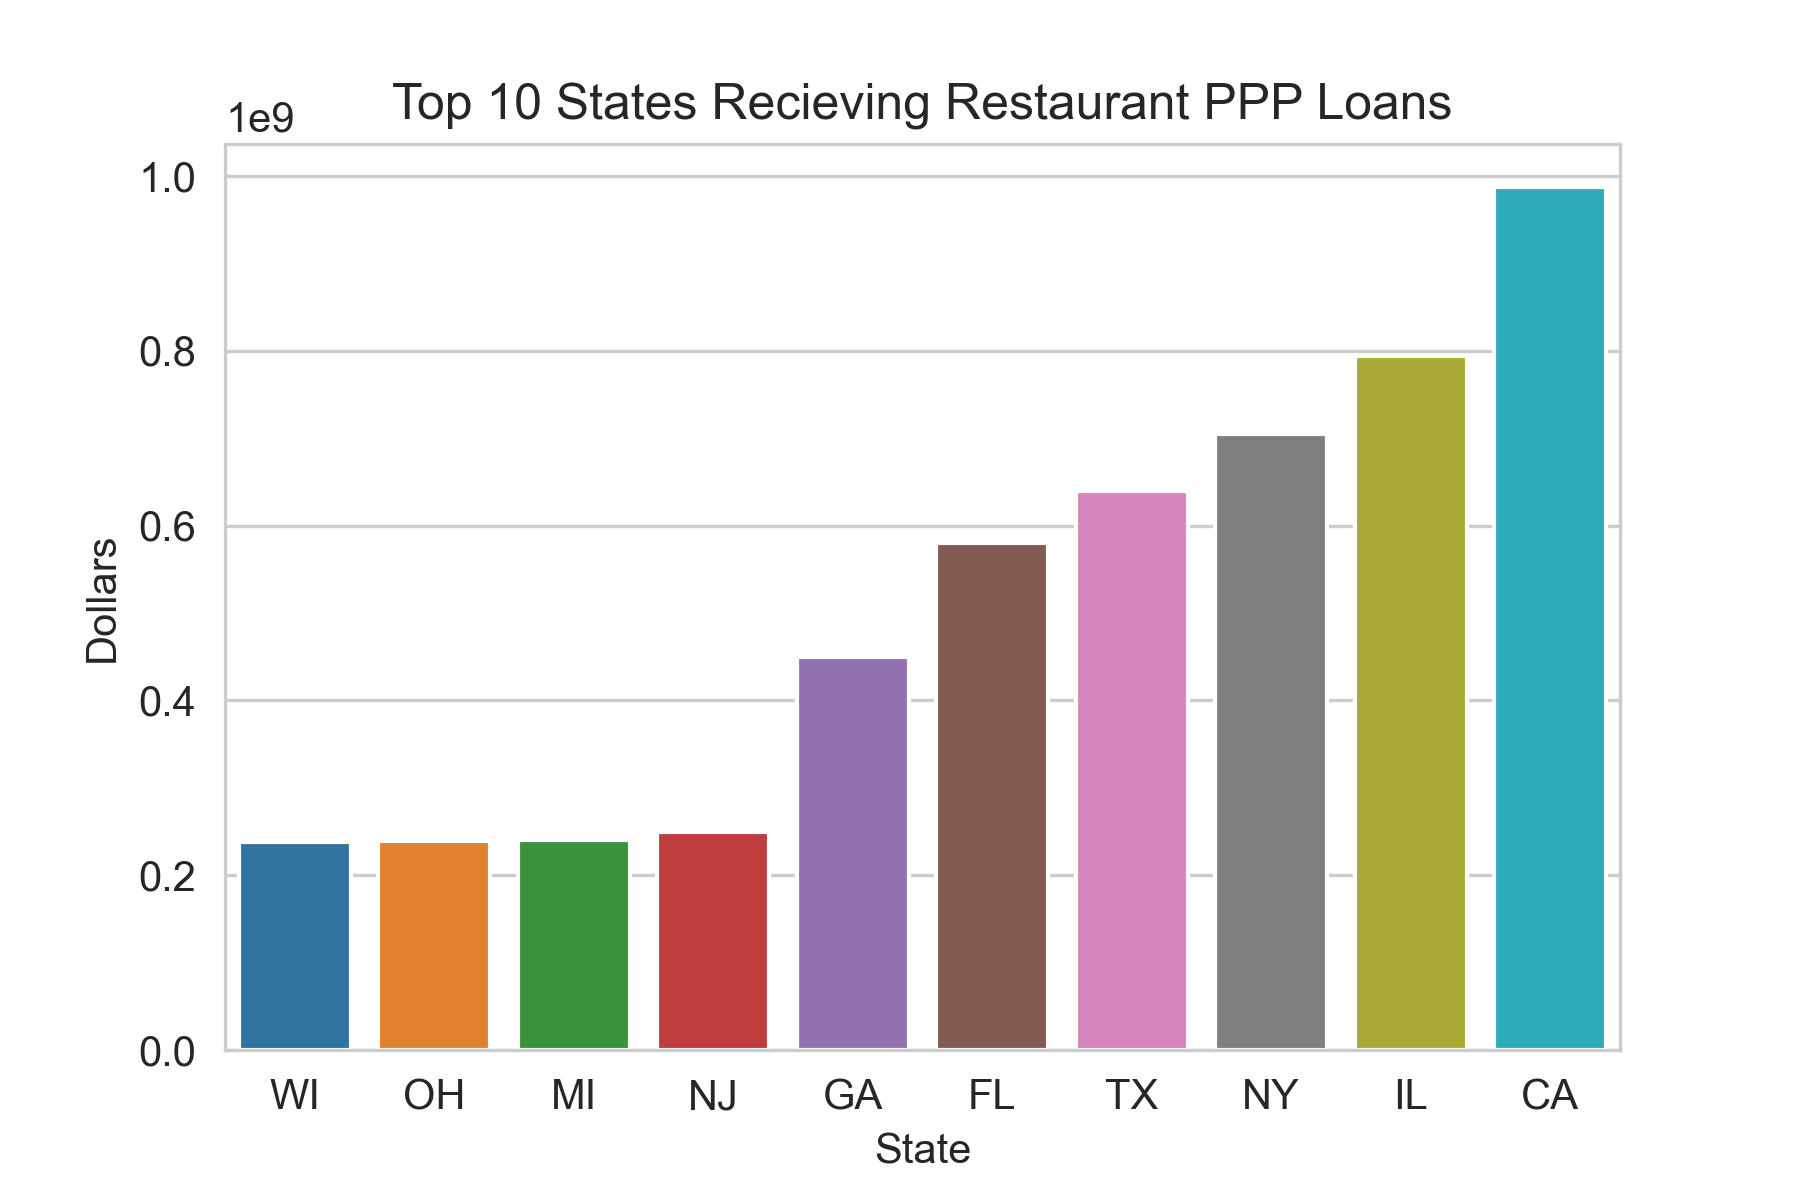 Top 10 States Recieving Restaurant PPP Loans
1e9
1.0
0.8
0.6
0.4
0.2
0.0
Dollars
WI OH MI NJ GA FL TX NY IL CA
State